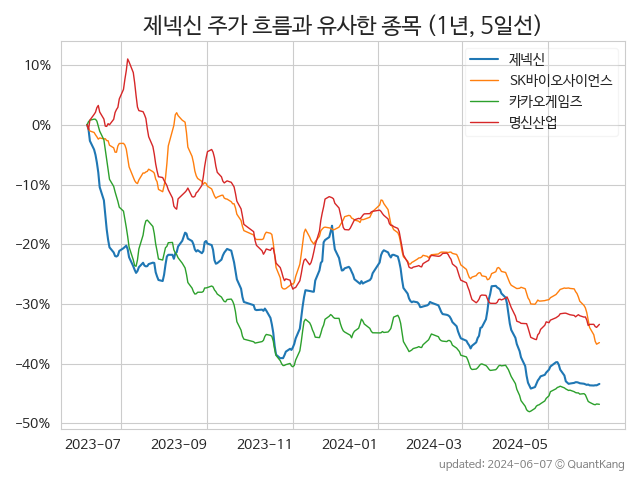 제넥신 주가 흐름과 유사한 종목 (1년, 5일선)
제넥신
SK바이오사이언스
카카오게임즈
명신산업
10%
0%
−10%
−20%
−30%
−40%
−50%
2023-07
2023-09
2023-11
2024-01
2024-03
2024-05
updated: 2024-06-07 © QuantKang